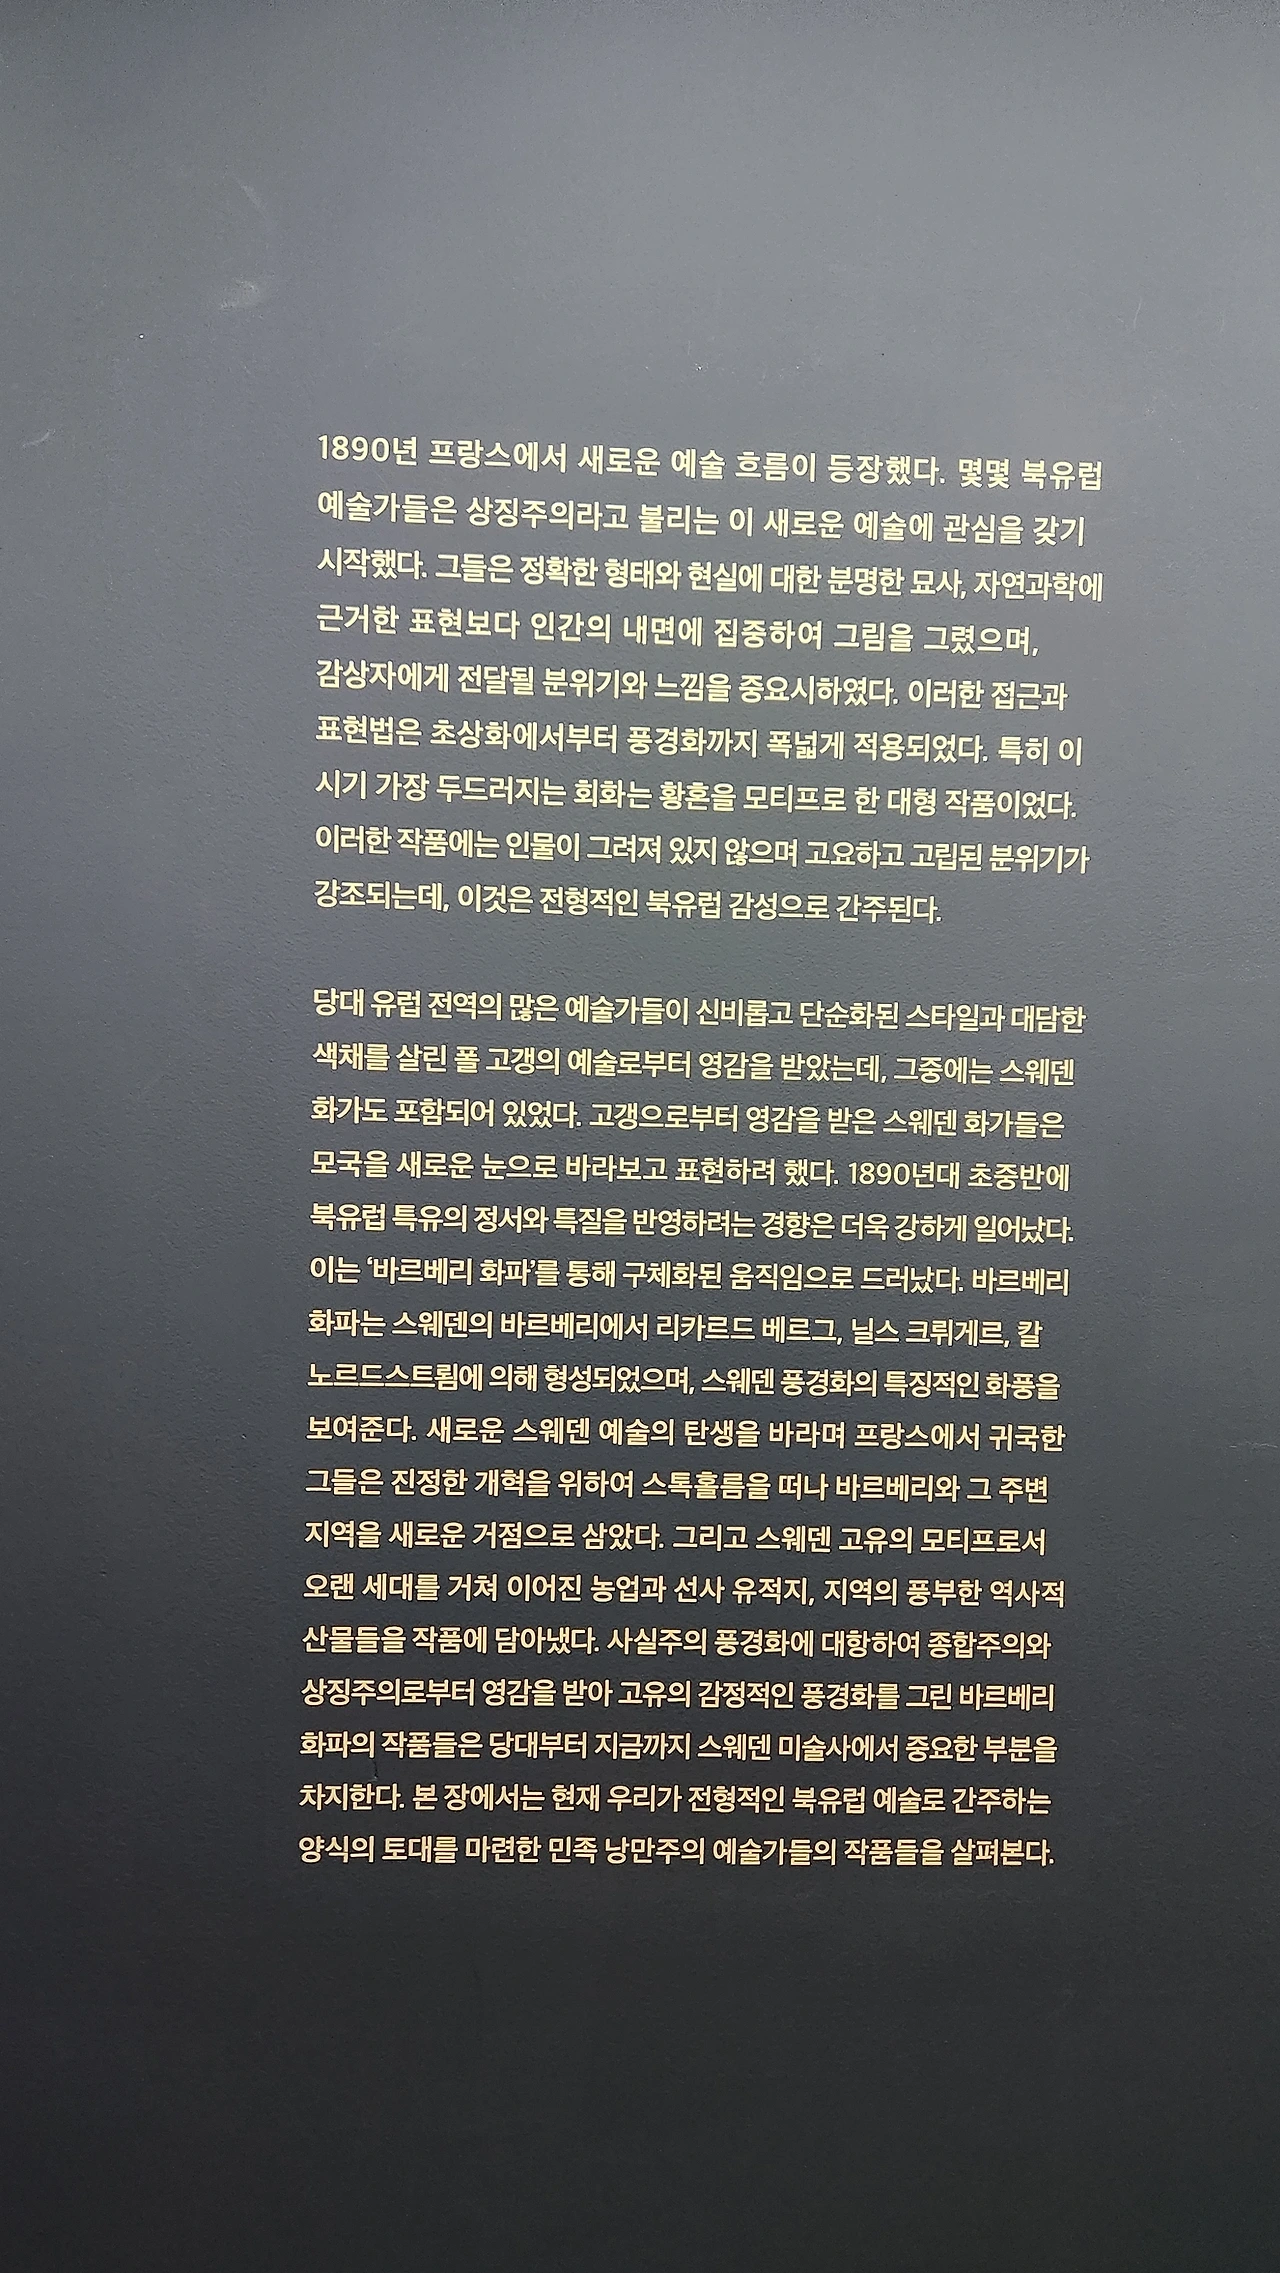 1890년 프랑스에서 새로운 예술 흐름이 등장했다. 몇몇 북유럽
예술가들은 상징주의라고 불리는 이 새로운 예술에 관심을 갖기
시작했다. 그들은 정확한 형태와 현실에 대한 분명한 묘사, 자연과학에
근거한 표현보다 인간의 내면에 집중하여 그림을 그렸으며,
감상자에게 전달될 분위기와 느낌을 중요시하였다. 이러한 접근과
표현법은 초상화에서부터 풍경화까지 폭넓게 적용되었다. 특히 이
시기 가장 두드러지는 회화는 황혼을 모티프로 한 대형 작품이었다.
이러한 작품에는 인물이 그려져 있지 않으며 고요하고 고립된 분위기가
강조되는데, 이것은 전형적인 북유럽 감성으로 간주된다.
당대 유럽 전역의 많은 예술가들이 신비롭고 단순화된 스타일과 대담한
색채를 살린 폴 고갱의 예술로부터 영감을 받았는데, 그중에는 스웨덴
화가도 포함되어 있었다. 고갱으로부터 영감을 받은 스웨덴 화가들은
모국을 새로운 눈으로 바라보고 표현하려 했다. 1890년대 초중반에
북유럽 특유의 정서와 특질을 반영하려는 경향은 더욱 강하게 일어났다.
이는 ‘바르베리 화파’를 통해 구체화된 움직임으로 드러났다. 바르베리
화파는 스웨덴의 바르베리에서 리카르드 베르그, 닐스 크뤼게르, 칼
노르드스트룀에 의해 형성되었으며, 스웨덴 풍경화의 특징적인 화풍을
보여준다. 새로운 스웨덴 예술의 탄생을 바라며 프랑스에서 귀국한
그들은 진정한 개혁을 위하여 스톡홀름을 떠나 바르베리와 그 주변
지역을 새로운 거점으로 삼았다. 그리고 스웨덴 고유의 모티프로서
오랜 세대를 거쳐 이어진 농업과 선사 유적지, 지역의 풍부한 역사적
산물들을 작품에 담아냈다. 사실주의 풍경화에 대항하여 종합주의와
상징주의로부터 영감을 받아 고유의 감정적인 풍경화를 그린 바르베리
화파의 작품들은 당대부터 지금까지 스웨덴 미술사에서 중요한 부분을
차지한다. 본 장에서는 현재 우리가 전형적인 북유럽 예술로 간주하는
양식의 토대를 마련한 민족 낭만주의 예술가들의 작품들을 살펴본다.